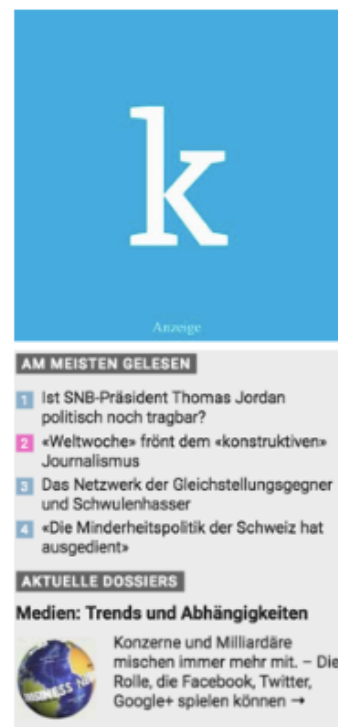 k
Anzeige
AM MEISTEN GELESEN
1 Ist SNB-Präsident Thomas Jordan
politisch noch tragbar?
2 «Weltwoche» frönt dem «konstruktiven»
Journalismus
3 Das Netzwerk der Gleichstellungsgegner
und Schwulenhasser
4 «Die Minderheitspolitik der Schweiz hat
ausgedient»
AKTUELLE DOSSIERS
Medien: Trends und Abhängigkeiten
Konzerne und Milliardäre
mischen immer mehr mit. – Die
Rolle, die Facebook, Twitter,
Google+ spielen können →
BUSINESS